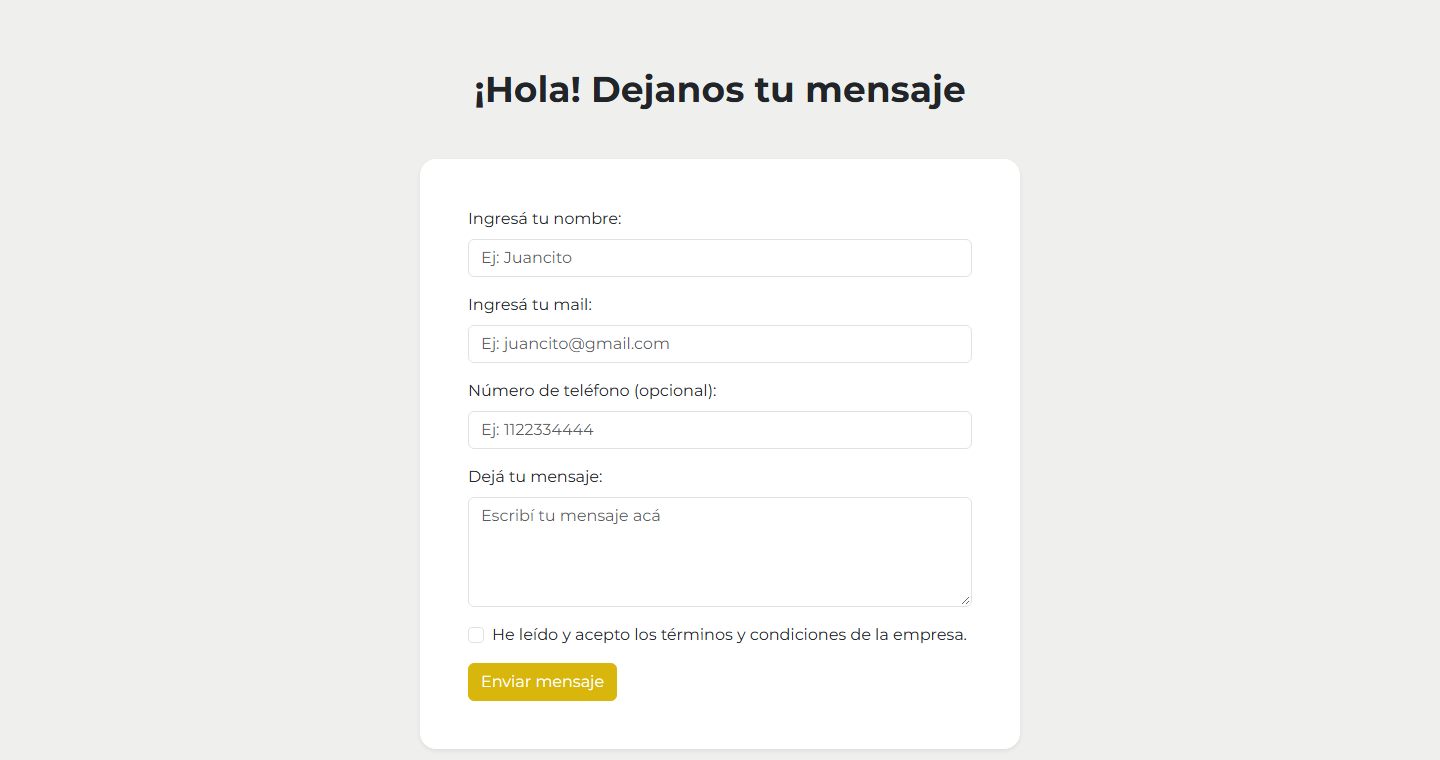 ¡Hola! Dejanos tu mensaje
Ingresá tu nombre:
Ej: Juancito
Ingresá tu mail:
Ej: juancito@gmail.com
Número de teléfono (opcional):
Ej: 1122334444
Dejá tu mensaje:
Escribí tu mensaje acá
He leído y acepto los términos y condiciones de la empresa.
Enviar mensaje